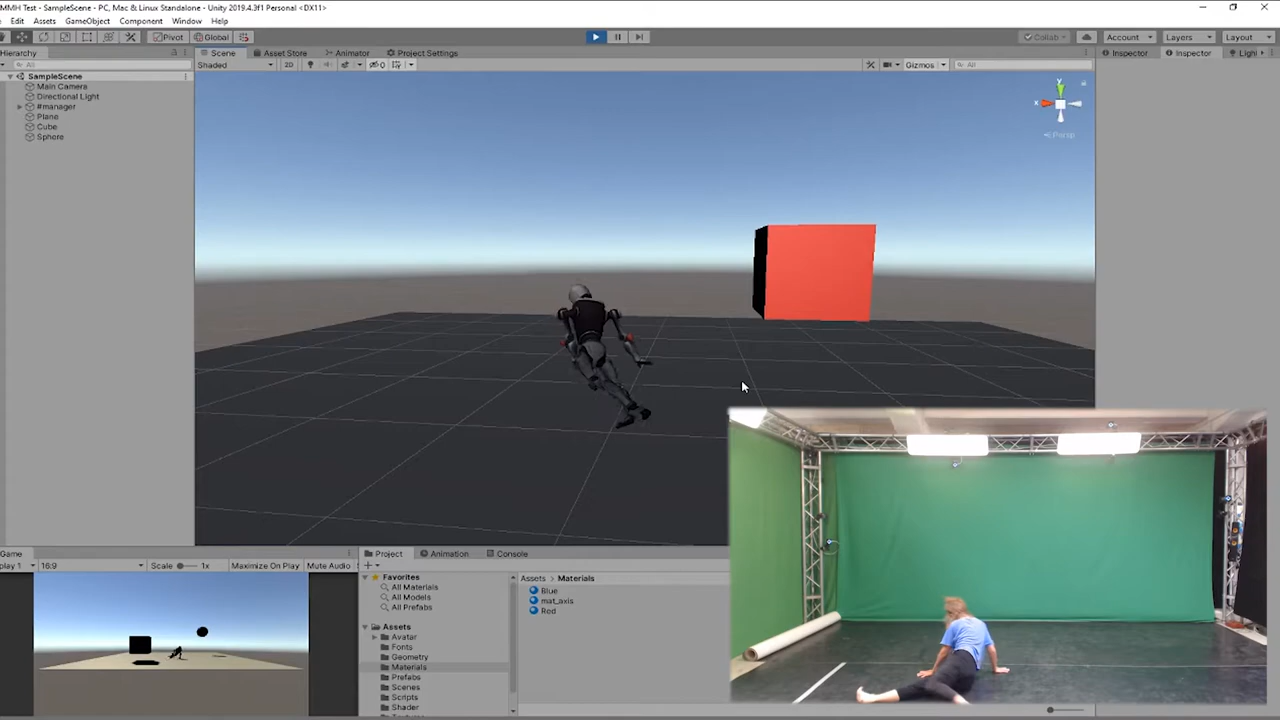 MMH Test - SampleScene - PC, Mac & Linux Standalone - Unity 2019.4.3f1 Personal <DX11>
Edit Assets GameObject Component Window Help
Pivot Global Collab Account Layers Layout
Hierarchy Scene Asset Store Animator Project Settings Inspector Inspector Lighti
All Shaded 2D 0 Gizmos All
SampleScene
Main Camera
Directional Light
#manager
Plane
Cube
Sphere
y
x
Persp
Game Project Animation Console
play 1 16:9 Scale 1x Maximize On Play Mute Audio
Favorites
All Materials
All Models
All Prefabs
Assets
Avatar
Fonts
Geometry
Materials
Prefabs
Scenes
Scripts
Shader
Assets > Materials
Blue
mat_axis
Red